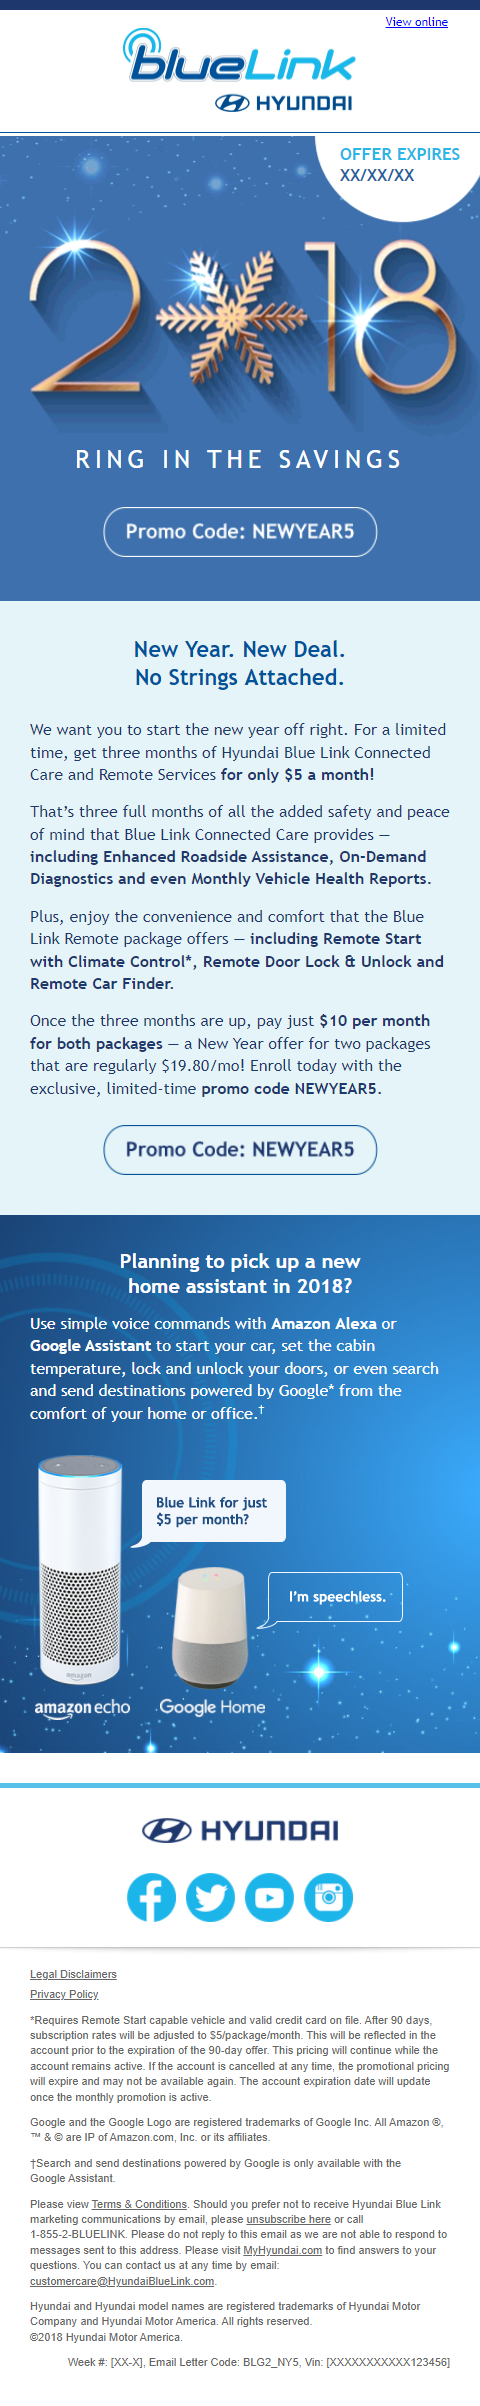 View online
blueLink
HYUNDAI
OFFER EXPIRES
XX/XX/XX
2018
RING IN THE SAVINGS
Promo Code: NEWYEAR5
New Year. New Deal.
No Strings Attached.
We want you to start the new year off right. For a limited
time, get three months of Hyundai Blue Link Connected
Care and Remote Services for only $5 a month!
That's three full months of all the added safety and peace
of mind that Blue Link Connected Care provides —
including Enhanced Roadside Assistance, On-Demand
Diagnostics and even Monthly Vehicle Health Reports.
Plus, enjoy the convenience and comfort that the Blue
Link Remote package offers — including Remote Start
with Climate Control*, Remote Door Lock & Unlock and
Remote Car Finder.
Once the three months are up, pay just $10 per month
for both packages — a New Year offer for two packages
that are regularly $19.80/mo! Enroll today with the
exclusive, limited-time promo code NEWYEAR5.
Promo Code: NEWYEAR5
Planning to pick up a new
home assistant in 2018?
Use simple voice commands with Amazon Alexa or
Google Assistant to start your car, set the cabin
temperature, lock and unlock your doors, or even search
and send destinations powered by Google* from the
comfort of your home or office.†
Blue Link for just
$5 per month?
I'm speechless.
amazon
amazon echo
Google Home
HYUNDAI
Legal Disclaimers
Privacy Policy
*Requires Remote Start capable vehicle and valid credit card on file. After 90 days,
subscription rates will be adjusted to $5/package/month. This will be reflected in the
account prior to the expiration of the 90-day offer. This pricing will continue while the
account remains active. If the account is cancelled at any time, the promotional pricing
will expire and may not be available again. The account expiration date will update
once the monthly promotion is active.
Google and the Google Logo are registered trademarks of Google Inc. All Amazon ®,
™ & © are IP of Amazon.com, Inc. or its affiliates.
†Search and send destinations powered by Google is only available with the
Google Assistant.
Please view Terms & Conditions. Should you prefer not to receive Hyundai Blue Link
marketing communications by email, please unsubscribe here or call
1-855-2-BLUELINK. Please do not reply to this email as we are not able to respond to
messages sent to this address. Please visit MyHyundai.com to find answers to your
questions. You can contact us at any time by email:
customercare@HyundaiBlueLink.com.
Hyundai and Hyundai model names are registered trademarks of Hyundai Motor
Company and Hyundai Motor America. All rights reserved.
©2018 Hyundai Motor America.
Week #: [XX-X], Email Letter Code: BLG2_NY5, Vin: [XXXXXXXXXXX123456]